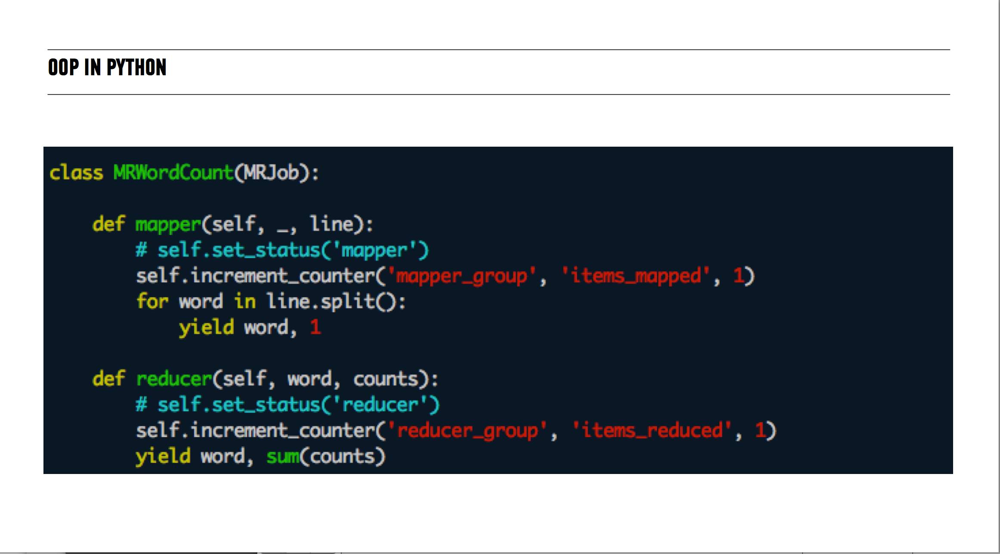 OOP IN PYTHON
class MRWordCount(MRJob):
    def mapper(self, _, line):
        # self.set_status('mapper')
        self.increment_counter('mapper_group', 'items_mapped', 1)
        for word in line.split():
            yield word, 1
    def reducer(self, word, counts):
        # self.set_status('reducer')
        self.increment_counter('reducer_group', 'items_reduced', 1)
        yield word, sum(counts)